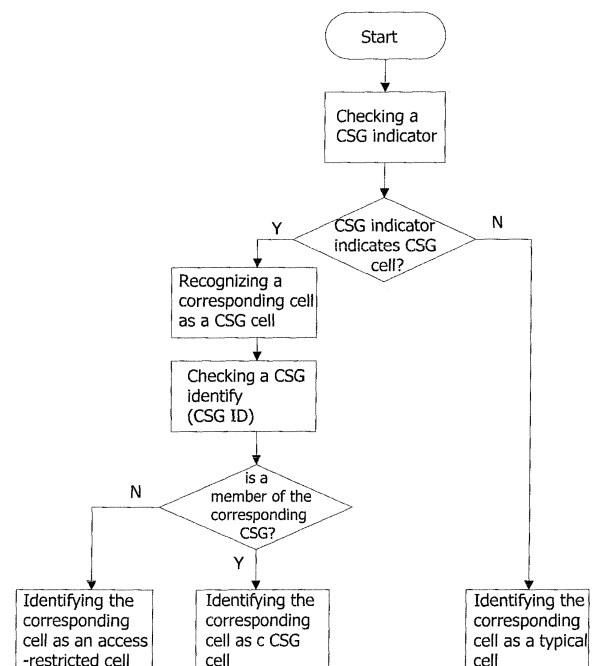 Start
Checking a
CSG indicator
CSG indicator
indicates CSG
cell?
Y
N
Recognizing a
corresponding cell
as a CSG cell
Checking a CSG
identify
(CSG ID)
is a
member of the
corresponding
CSG?
N
Y
Identifying the
corresponding
cell as an access
-restricted cell
Identifying the
corresponding
cell as c CSG
cell
Identifying the
corresponding
cell as a typical
cell